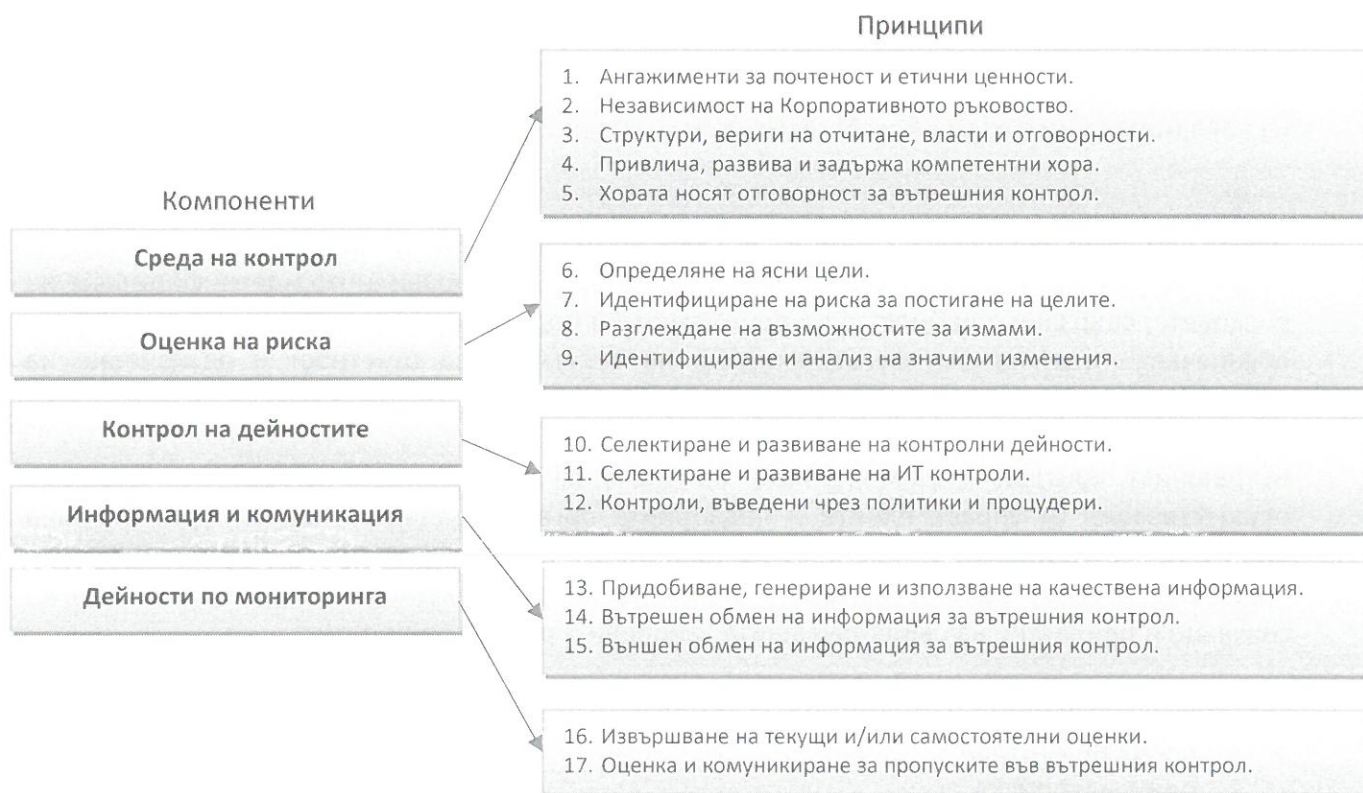 Принципи
1. Ангажименти за почтеност и етични ценности.
2. Независимост на Корпоративното ръковоство.
3. Структури, вериги на отчитане, власти и отговорности.
4. Привлича, развива и задържа компетентни хора.
5. Хората носят отговорност за вътрешния контрол.
Компоненти
Среда на контрол
6. Определяне на ясни цели.
7. Идентифициране на риска за постигане на целите.
8. Разглеждане на възможностите за измами.
9. Идентифициране и анализ на значими изменения.
Оценка на риска
Контрол на дейностите
10. Селектиране и развиване на контролни дейности.
11. Селектиране и развиване на ИТ контроли.
12. Контроли, въведени чрез политики и процудери.
Информация и комуникация
13. Придобиване, генериране и използване на качествена информация.
14. Вътрешен обмен на информация за вътрешния контрол.
15. Външен обмен на информация за вътрешния контрол.
Дейности по мониторинга
16. Извършване на текущи и/или самостоятелни оценки.
17. Оценка и комуникиране за пропуските във вътрешния контрол.